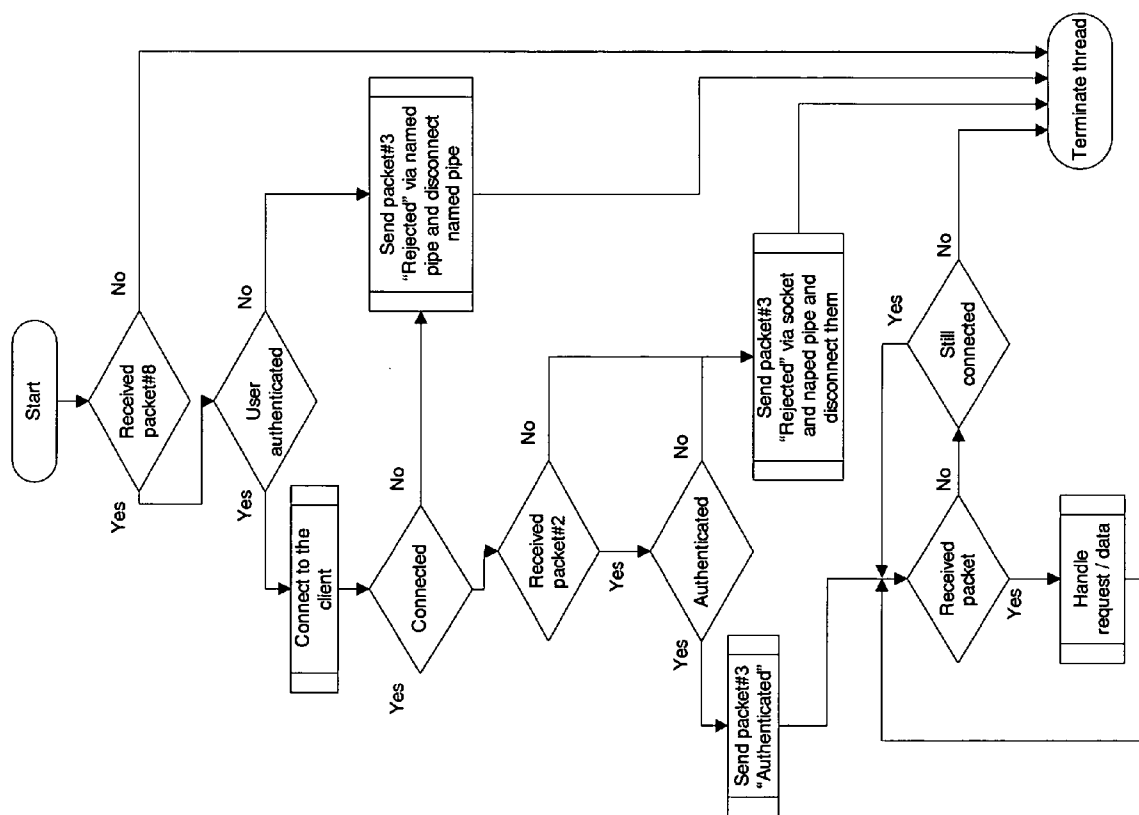 Start
Received
packet#8
No
Yes
User
authenticated
No
Yes
Connect to the
client
Send packet#3
“Rejected” via named
pipe and disconnect
named pipe
Connected
No
Yes
Received
packet#2
No
Yes
Authenticated
No
Yes
Send packet#3
“Rejected” via socket
and naped pipe and
disconnect them
Send packet#3
“Authenticated”
Received
packet
No
Yes
Still
connected
Yes
No
Handle
request / data
Terminate thread